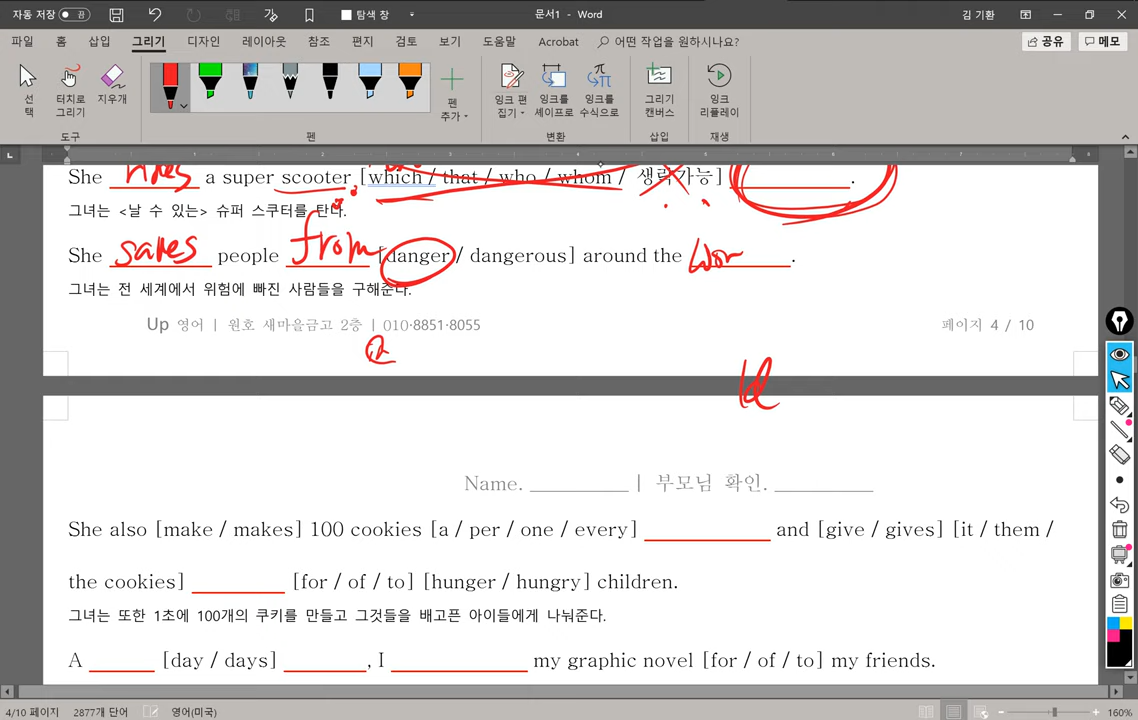 자동 저장 끔 탐색 창 문서1 - Word 김 기환
파일 홈 삽입 그리기 디자인 레이아웃 참조 편지 검토 보기 도움말 Acrobat 어떤 작업을 원하시나요? 공유 메모
선택 터치로 그리기 지우개 펜 추가 잉크 편집기 잉크를 셰이프로 잉크를 수식으로 그리기 캔버스 잉크 리플레이
도구 펜 변환 삽입 재생
She rides a super scooter [which / that / who / whom / 생략가능] ____.
그녀는 <날 수 있는> 슈퍼 스쿠터를 탄다.
She saves people from [danger / dangerous] around the wor.
그녀는 전 세계에서 위험에 빠진 사람들을 구해준다.
Up 영어 | 원호 새마을금고 2층 | 010·8851·8055 페이지 4 / 10
Name. ____ | 부모님 확인. ____
She also [make / makes] 100 cookies [a / per / one / every] ____ and [give / gives] [it / them /
the cookies] ____ [for / of / to] [hunger / hungry] children.
그녀는 또한 1초에 100개의 쿠키를 만들고 그것들을 배고픈 아이들에게 나눠준다.
A ____ [day / days] ____, I ____ my graphic novel [for / of / to] my friends.
4/10 페이지 2877개 단어 영어(미국) 160%